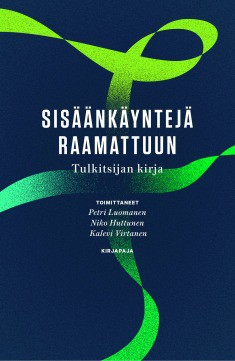 SISÄÄNKÄYNTEJÄ
RAAMATTUUN
Tulkitsijan kirja
TOIMITTANEET
Petri Luomanen
Niko Huttunen
Kalevi Virtanen
KIRJAPAJA